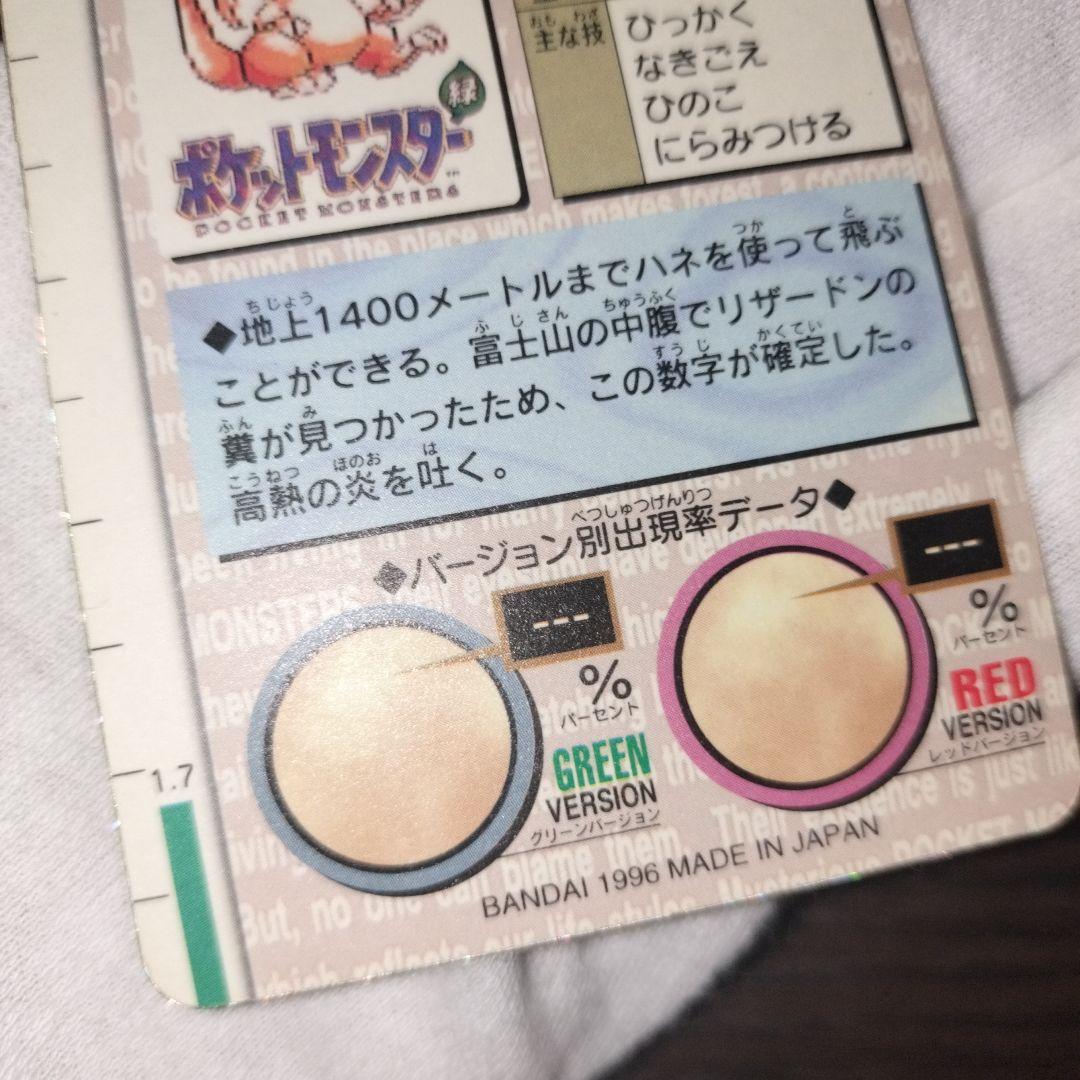 主な技
ひっかく
なきごえ
ひのこ
にらみつける
緑
ポケットモンスター™
POCKET MONSTERS
◆地上1400メートルまでハネを使って飛ぶ
ことができる。富士山の中腹でリザードンの
糞が見つかったため、この数字が確定した。
高熱の炎を吐く。
◆バージョン別出現率データ◆
---
%
パーセント
GREEN
VERSION
グリーンバージョン
---
%
パーセント
RED
VERSION
レッドバージョン
1.7
BANDAI 1996 MADE IN JAPAN